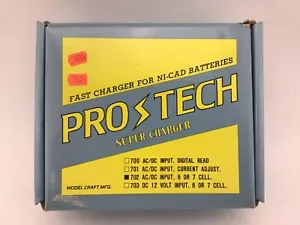 FAST CHARGER FOR NI-CAD BATTERIES
PRO TECH
SUPER CHARGER
700 AC/DC INPUT, DIGITAL READ
701 AC/DC INPUT, CURRENT ADJUST.
702 AC/DC INPUT, 6 OR 7 CELL.
703 DC 12 VOLT INPUT, 6 OR 7 CELL.
MODEL CRAFT MFG.